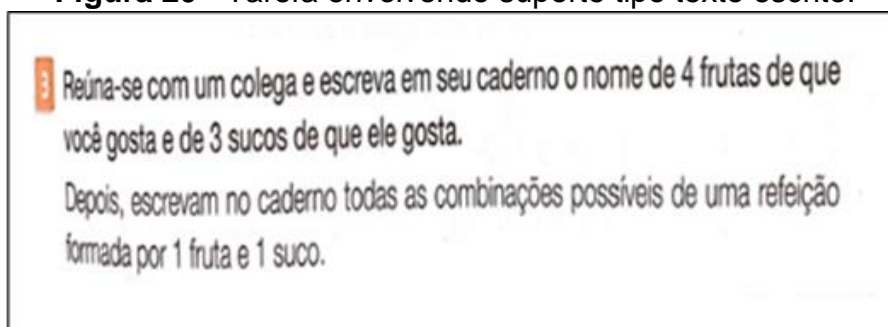 3 Reúna-se com um colega e escreva em seu caderno o nome de 4 frutas de que
você gosta e de 3 sucos de que ele gosta.
Depois, escrevam no caderno todas as combinações possíveis de uma refeição
formada por 1 fruta e 1 suco.